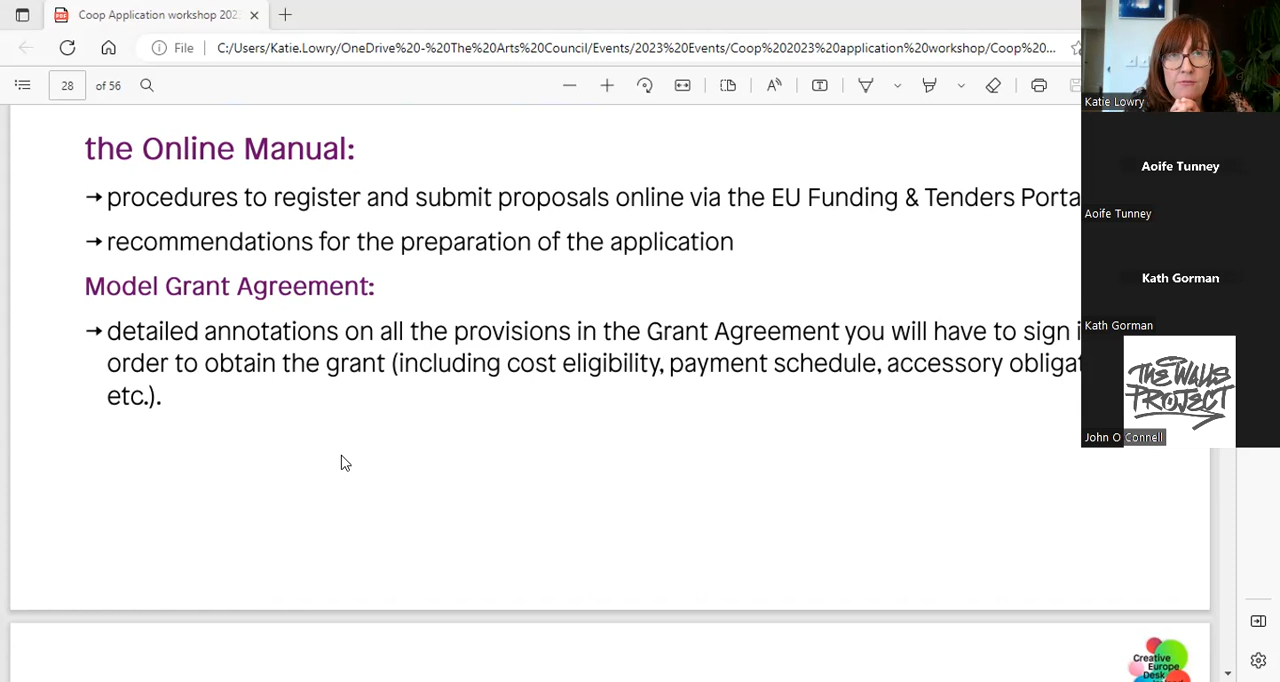 Coop Application workshop 202
File
C:/Users/Katie.Lowry/OneDrive%20-%20The%20Arts%20Council/Events/2023%20Events/Coop%202023%20application%20workshop/Coop%20...
28 of 56
the Online Manual:
→ procedures to register and submit proposals online via the EU Funding & Tenders Porta
→ recommendations for the preparation of the application
Model Grant Agreement:
→ detailed annotations on all the provisions in the Grant Agreement you will have to sign i
order to obtain the grant (including cost eligibility, payment schedule, accessory obligat
etc.).
Katie Lowry
Aoife Tunney
Aoife Tunney
Kath Gorman
Kath Gorman
THE WALLS
PROJECT
John O Connell
Creative
Europe
Desk